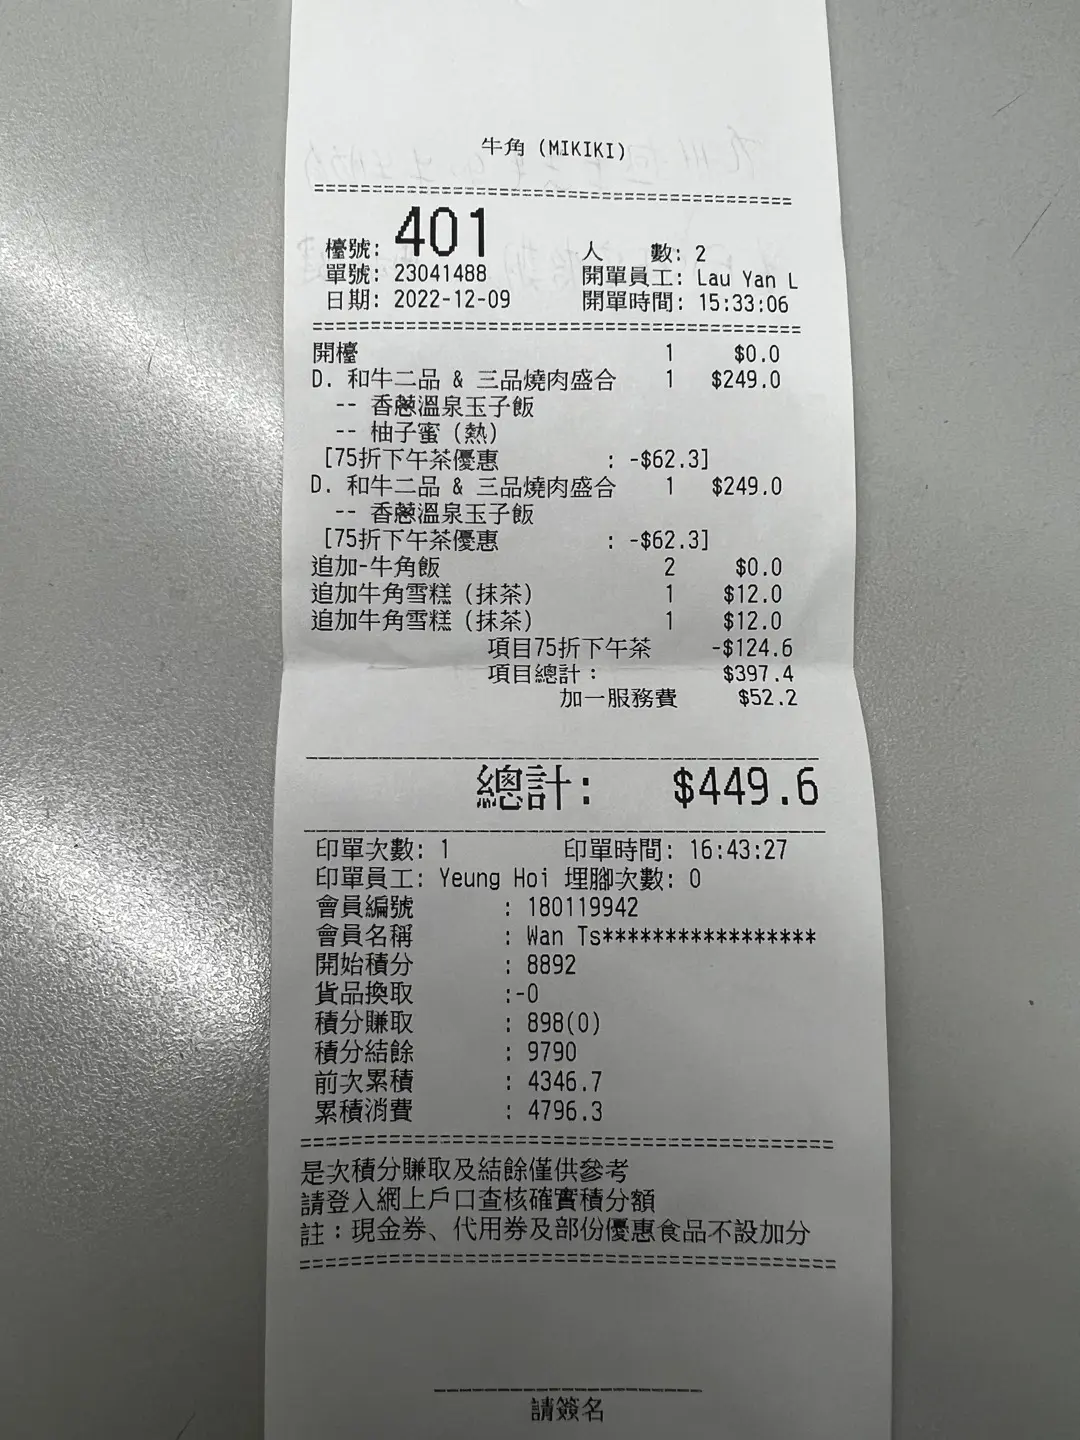 牛角 (MIKIKI)
檯號: 401 人 數: 2
單號: 23041488 開單員工: Lau Yan L
日期: 2022-12-09 開單時間: 15:33:06
開檯 1 $0.0
D. 和牛二品 & 三品燒肉盛合 1 $249.0
-- 香蔥溫泉玉子飯
-- 柚子蜜 (熱)
[75折下午茶優惠 : -$62.3]
D. 和牛二品 & 三品燒肉盛合 1 $249.0
-- 香蔥溫泉玉子飯
[75折下午茶優惠 : -$62.3]
追加-牛角飯 2 $0.0
追加牛角雪糕 (抹茶) 1 $12.0
追加牛角雪糕 (抹茶) 1 $12.0
項目75折下午茶 -$124.6
項目總計: $397.4
加一服務費 $52.2
總計: $449.6
印單次數: 1 印單時間: 16:43:27
印單員工: Yeung Hoi 埋腳次數: 0
會員編號 : 180119942
會員名稱 : Wan Ts*****************
開始積分 : 8892
貨品換取 :-0
積分賺取 : 898(0)
積分結餘 : 9790
前次累積 : 4346.7
累積消費 : 4796.3
是次積分賺取及結餘僅供參考
請登入網上戶口查核確實積分額
註：現金券、代用券及部份優惠食品不設加分
請簽名